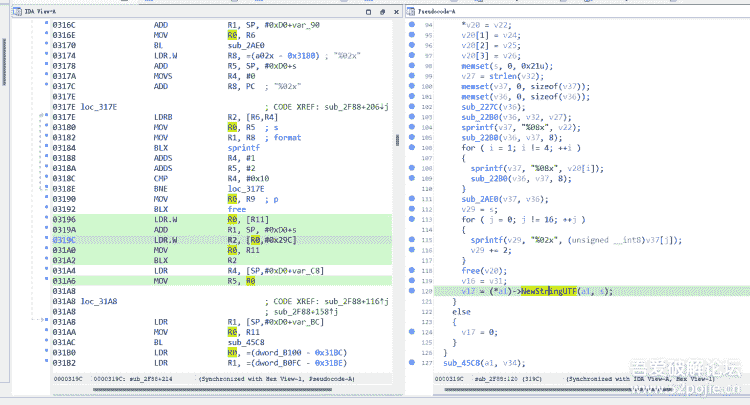 IDA View-A
0316C ADD R1, SP, #0xD0+var_90
0316E MOV R0, R6
03170 BL sub_2AE0
03174 LDR.W R8, =(a02x - 0x3180) ; "%02x"
03178 ADD R5, SP, #0xD0+s
0317A MOVS R4, #0
0317C ADD R8, PC ; "%02x"
0317E
0317E loc_317E ; CODE XREF: sub_2FB8+206↓j
0317E LDRB R2, [R6,R4]
03180 MOV R0, R5 ; s
03182 MOV R1, R8 ; format
03184 BLX sprintf
03188 ADDS R4, #1
0318A ADDS R5, #2
0318C CMP R4, #0x10
0318E BNE loc_317E
03190 MOV R0, R9 ; p
03192 BLX free
03196 LDR.W R0, [R11]
0319A ADD R1, SP, #0xD0+s
0319C LDR.W R2, [R0,#0x29C]
031A0 MOV R0, R11
031A2 BLX R2
031A4 LDR R4, [SP,#0xD0+var_C8]
031A6 MOV R5, R0
031A8
031A8 loc_31A8 ; CODE XREF: sub_2F88+116↑j
031A8 ; sub_2F88+158↑j
031A8 LDR R1, [SP,#0xD0+var_BC]
031AA MOV R0, R11
031AC BL sub_45C8
031B0 LDR R0, =(dword_B100 - 0x31BC)
031B2 LDR R1, =(dword_B0FC - 0x31BE)
0000319C 0000319C: sub_2F88+214 (Synchronized with Hex View-1, Pseudocode-A)
Pseudocode-A
94 *v20 = v22;
95 v20[1] = v24;
96 v20[2] = v25;
97 v20[3] = v26;
98 memset(s, 0, 0x21u);
99 v27 = strlen(v32);
100 memset(v37, 0, sizeof(v37));
101 memset(v36, 0, sizeof(v36));
102 sub_227C(v36);
103 sub_22B0(v36, v32, v27);
104 sprintf(v37, "%08x", v22);
105 sub_22B0(v36, v37, 8);
106 for ( i = 1; i != 4; ++i )
107 {
108 sprintf(v37, "%08x", v20[i]);
109 sub_22B0(v36, v37, 8);
110 }
111 sub_2AE0(v37, v36);
112 v29 = s;
113 for ( j = 0; j != 16; ++j )
114 {
115 sprintf(v29, "%02x", (unsigned __int8)v37[j]);
116 v29 += 2;
117 }
118 free(v20);
119 v16 = v31;
120 v17 = (*a1)->NewStringUTF(a1, s);
121 }
122 else
123 {
124 v17 = 0;
125 }
126 }
127 sub_45C8(a1, v34);
0000319C sub_2F88:120 (319C) (Synchronized with IDA View-A, Hex View-1)
吾爱破解论坛
www.52pojie.cn